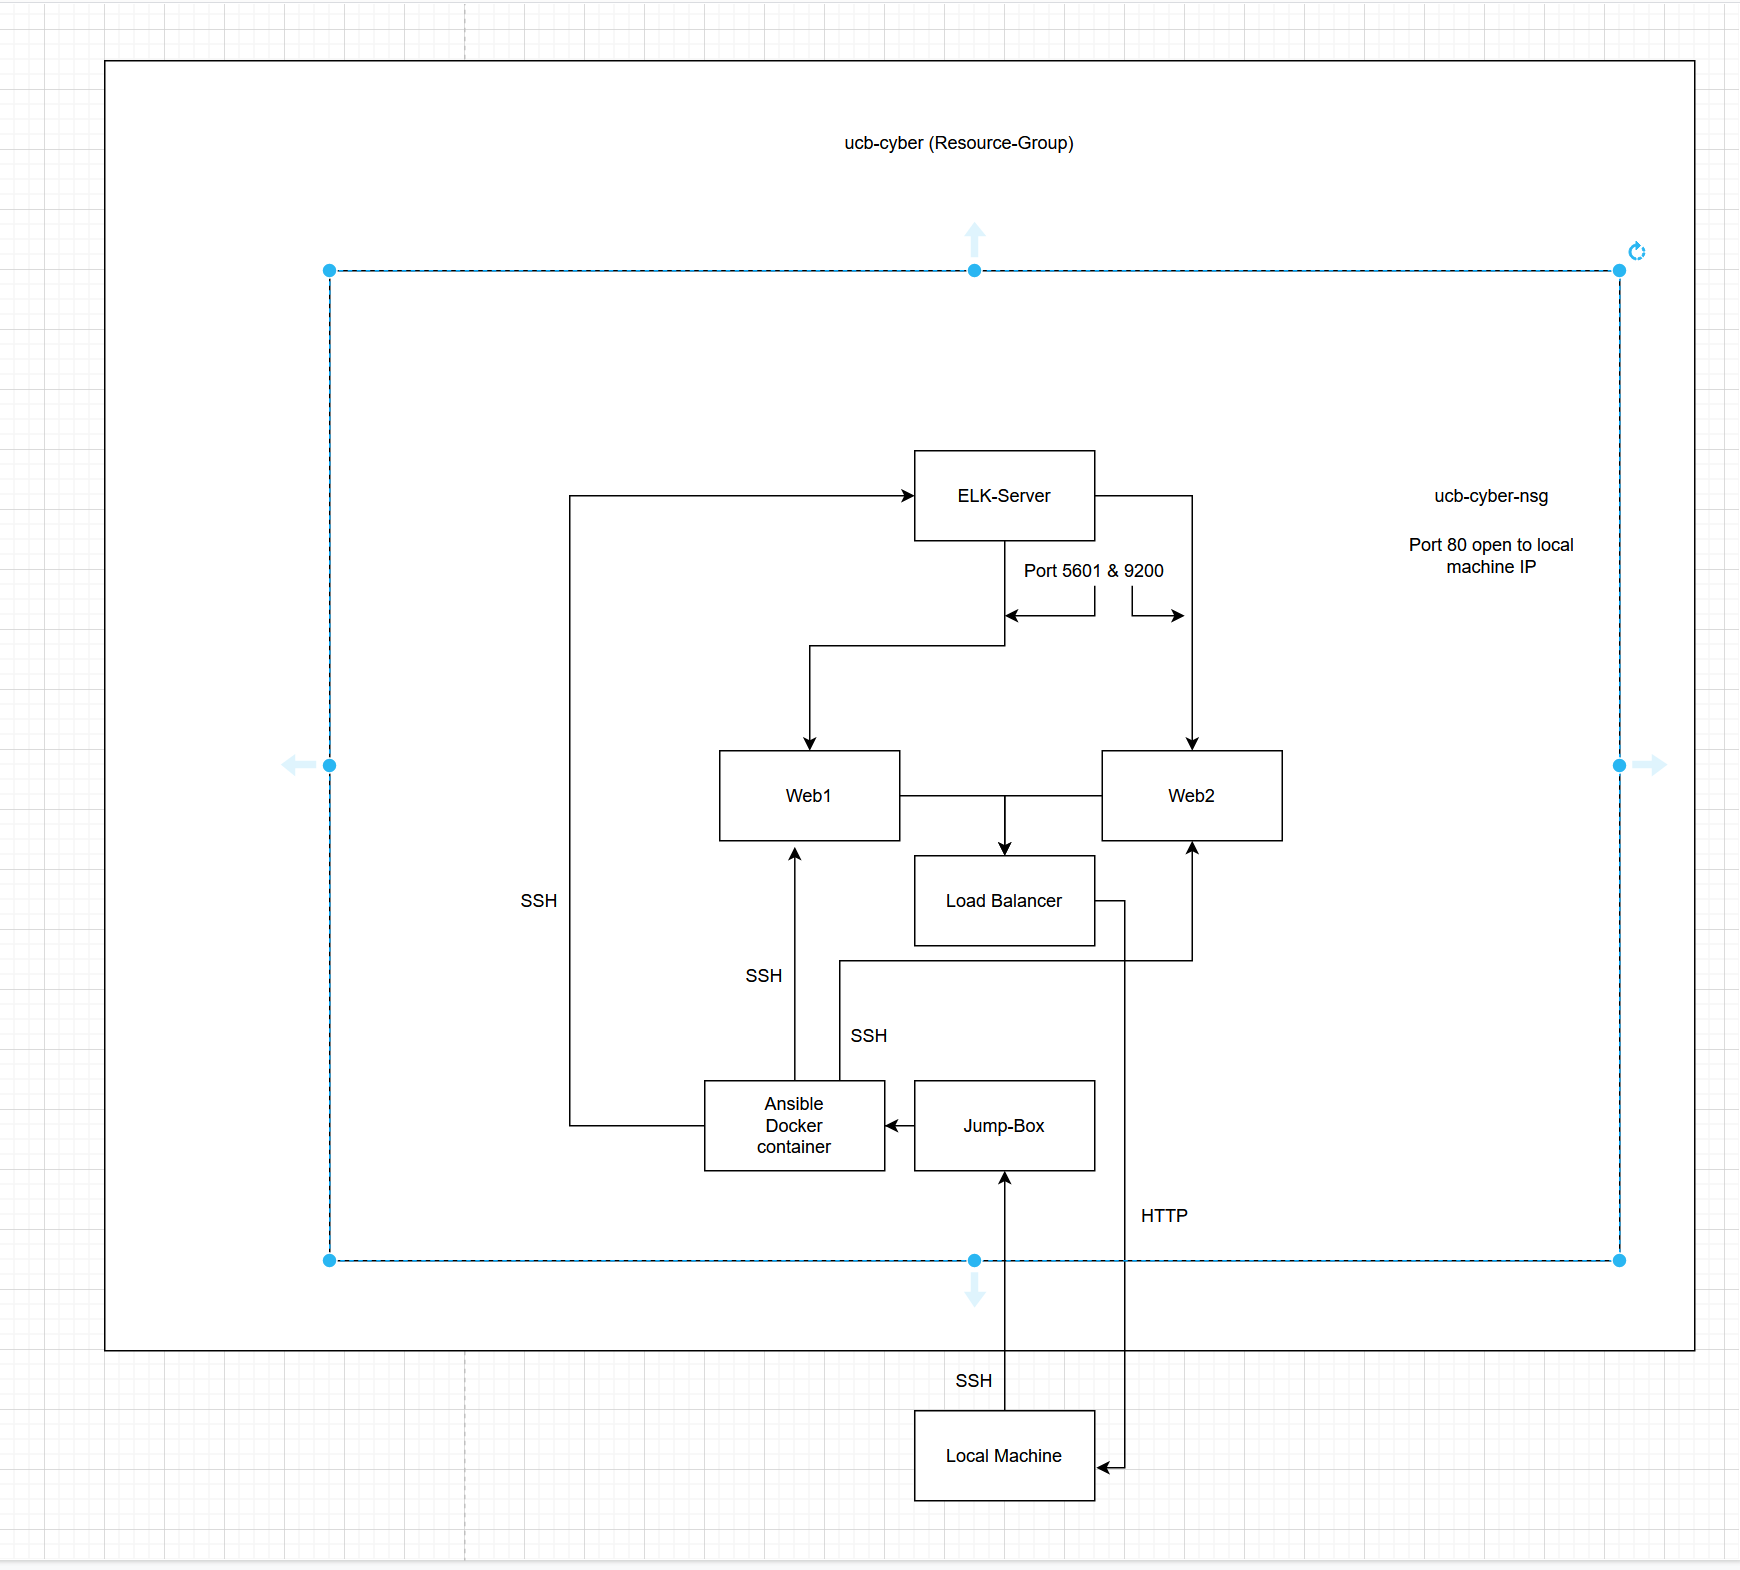 ucb-cyber (Resource-Group)
ELK-Server
ucb-cyber-nsg
Port 80 open to local
machine IP
Port 5601 & 9200
Web1
Web2
Load Balancer
SSH
SSH
SSH
Ansible
Docker
container
Jump-Box
HTTP
SSH
Local Machine